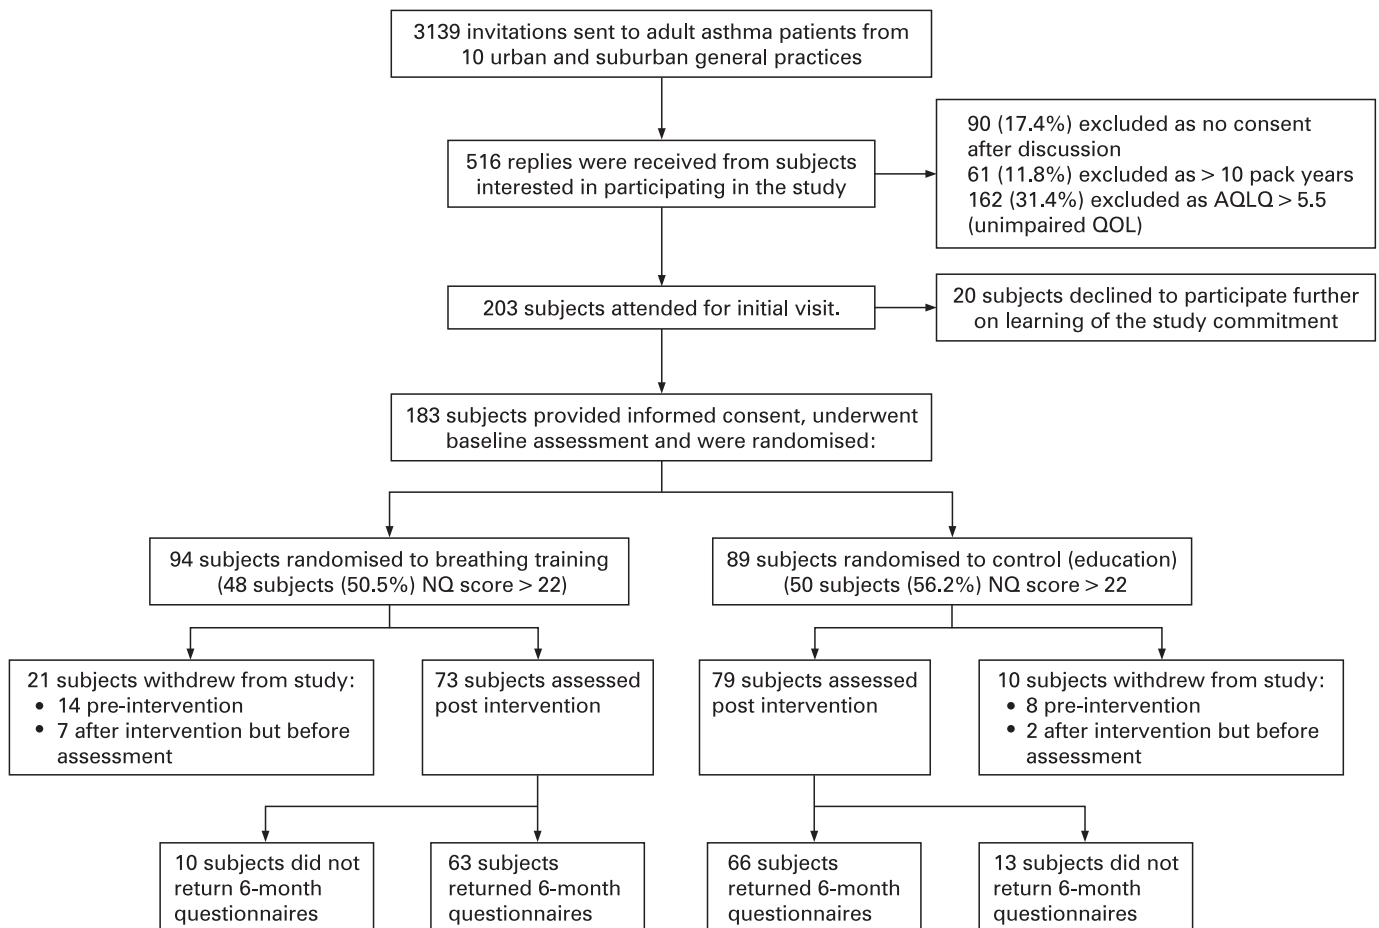 3139 invitations sent to adult asthma patients from
10 urban and suburban general practices
516 replies were received from subjects
interested in participating in the study
90 (17.4%) excluded as no consent
after discussion
61 (11.8%) excluded as > 10 pack years
162 (31.4%) excluded as AQLQ > 5.5
(unimpaired QOL)
203 subjects attended for initial visit.
20 subjects declined to participate further
on learning of the study commitment
183 subjects provided informed consent, underwent
baseline assessment and were randomised:
94 subjects randomised to breathing training
(48 subjects (50.5%) NQ score > 22)
89 subjects randomised to control (education)
(50 subjects (56.2%) NQ score > 22
21 subjects withdrew from study:
• 14 pre-intervention
• 7 after intervention but before
assessment
73 subjects assessed
post intervention
79 subjects assessed
post intervention
10 subjects withdrew from study:
• 8 pre-intervention
• 2 after intervention but before
assessment
10 subjects did not
return 6-month
questionnaires
63 subjects
returned 6-month
questionnaires
66 subjects
returned 6-month
questionnaires
13 subjects did not
return 6-month
questionnaires